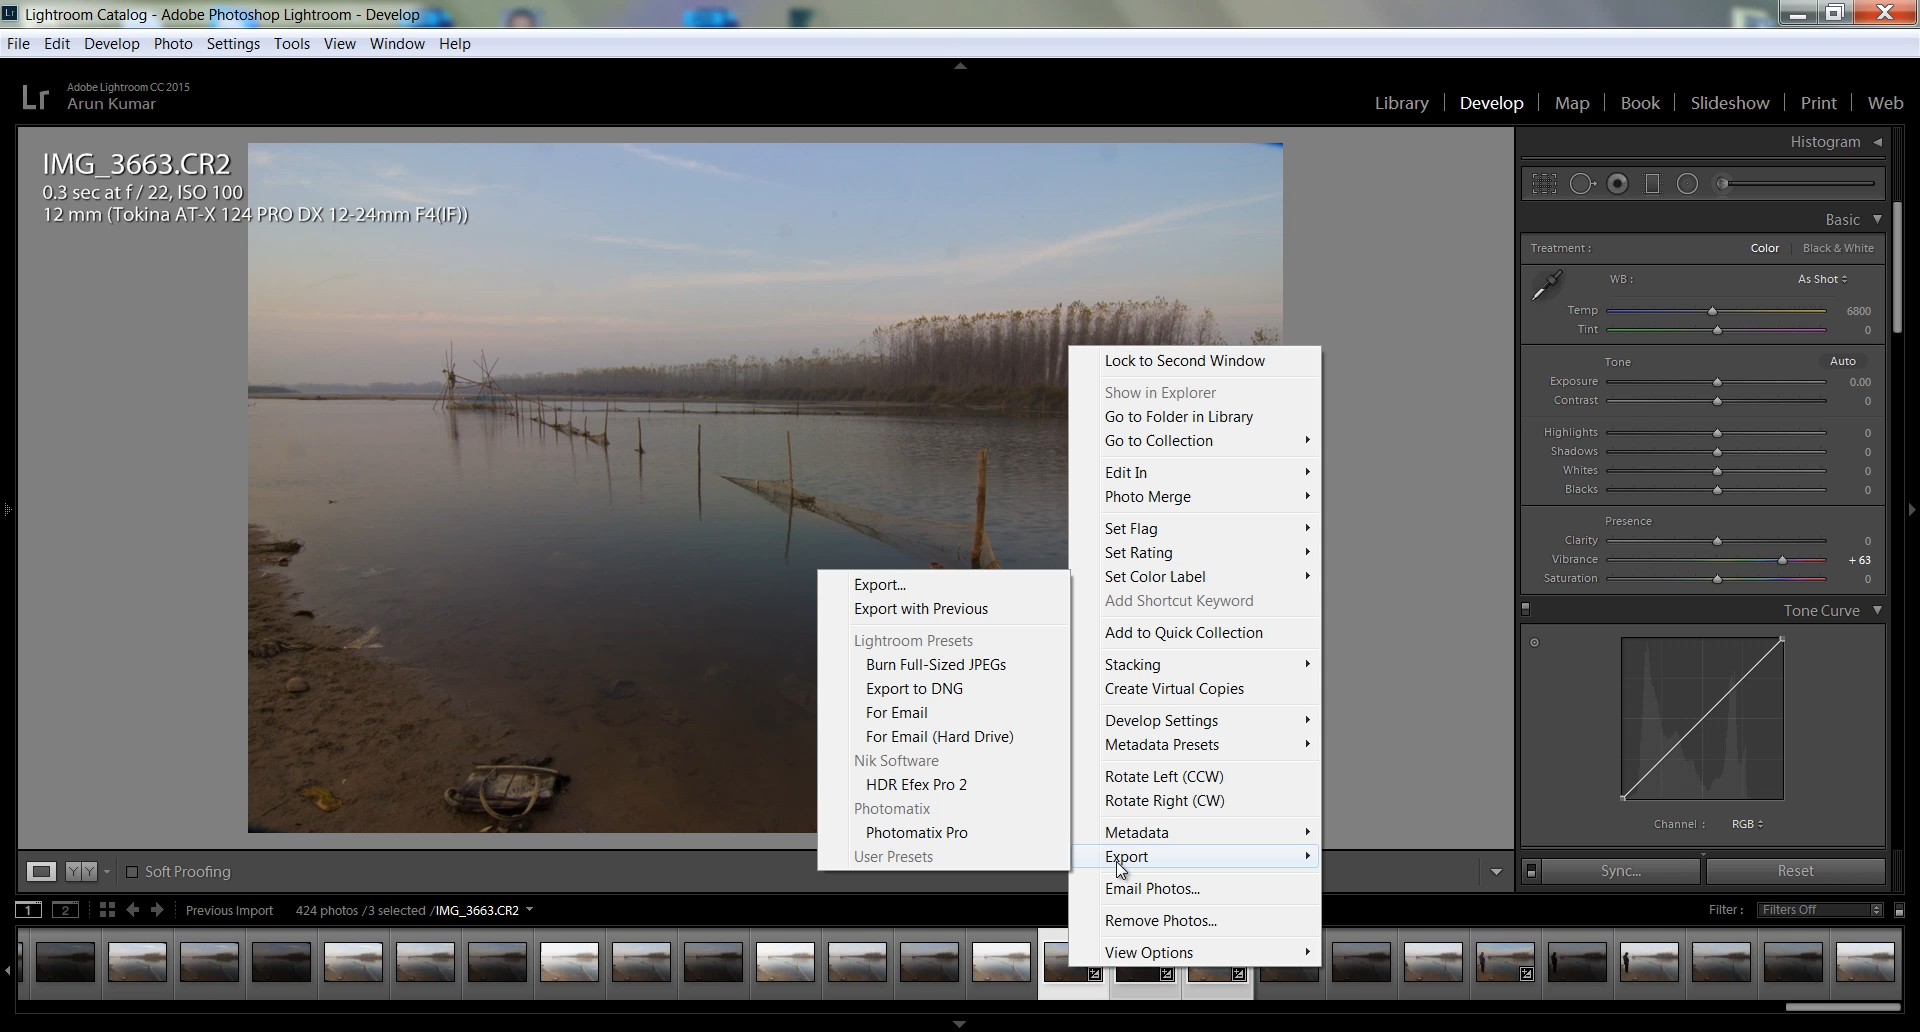 Lr Lightroom Catalog - Adobe Photoshop Lightroom - Develop
File Edit Develop Photo Settings Tools View Window Help
Lr
Adobe Lightroom CC 2015
Arun Kumar
Library Develop Map Book Slideshow Print Web
IMG_3663.CR2
0.3 sec at f / 22, ISO 100
12 mm (Tokina AT-X 124 PRO DX 12-24mm F4(IF))
Histogram
Basic
Treatment : Color Black & White
WB : As Shot
Temp 6800
Tint 0
Tone Auto
Exposure 0.00
Contrast 0
Highlights 0
Shadows 0
Whites 0
Blacks 0
Presence
Clarity 0
Vibrance + 63
Saturation 0
Tone Curve
Channel : RGB
Sync... Reset
Lock to Second Window
Show in Explorer
Go to Folder in Library
Go to Collection
Edit In
Photo Merge
Set Flag
Set Rating
Set Color Label
Add Shortcut Keyword
Add to Quick Collection
Stacking
Create Virtual Copies
Develop Settings
Metadata Presets
Rotate Left (CCW)
Rotate Right (CW)
Metadata
Export
Email Photos...
Remove Photos...
View Options
Export...
Export with Previous
Lightroom Presets
Burn Full-Sized JPEGs
Export to DNG
For Email
For Email (Hard Drive)
Nik Software
HDR Efex Pro 2
Photomatix
Photomatix Pro
User Presets
YY Soft Proofing
1 2 Previous Import 424 photos /3 selected /IMG_3663.CR2
Filter : Filters Off